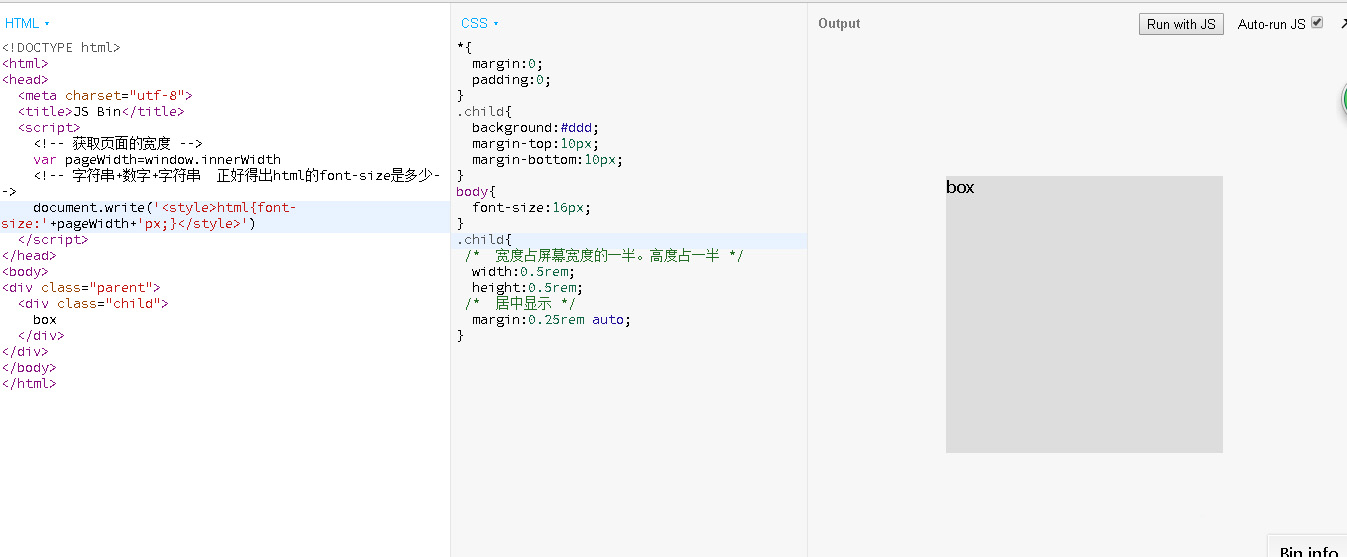 HTML ▾
<!DOCTYPE html>
<html>
<head>
  <meta charset="utf-8">
  <title>JS Bin</title>
  <script>
    <!-- 获取页面的宽度 -->
    var pageWidth=window.innerWidth
    <!-- 字符串+数字+字符串  正好得出html的font-size是多少-
->
    document.write('<style>html{font-
size:'+pageWidth+'px;}</style>')
  </script>
</head>
<body>
<div class="parent">
  <div class="child">
    box
  </div>
</div>
</body>
</html>
CSS ▾
*{
  margin:0;
  padding:0;
}
.child{
  background:#ddd;
  margin-top:10px;
  margin-bottom:10px;
}
body{
  font-size:16px;
}
.child{
 /*  宽度占屏幕宽度的一半。高度占一半 */
  width:0.5rem;
  height:0.5rem;
 /*  居中显示 */
  margin:0.25rem auto;
}
Output
Run with JS
Auto-run JS
box
Bin info